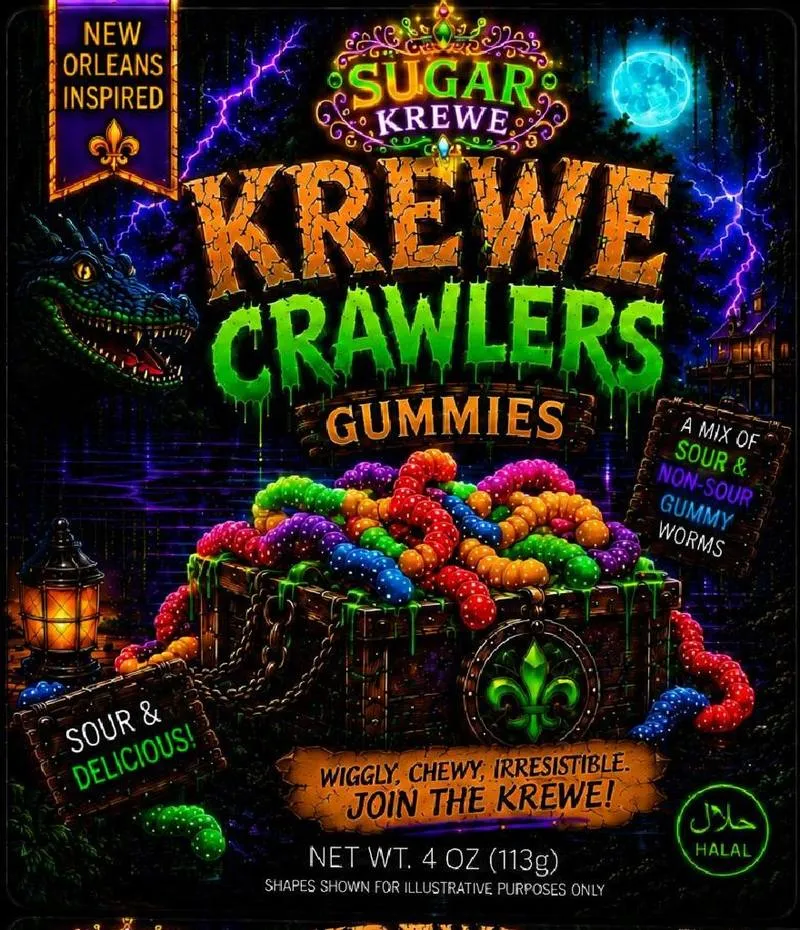 NEW
ORLEANS
INSPIRED
SUGAR
KREWE
KREWE
CRAWLERS
GUMMIES
A MIX OF
SOUR &
NON-SOUR
GUMMY
WORMS
SOUR &
DELICIOUS!
WIGGLY, CHEWY, IRRESISTIBLE.
JOIN THE KREWE!
حلال
HALAL
NET WT. 4 OZ (113g)
SHAPES SHOWN FOR ILLUSTRATIVE PURPOSES ONLY